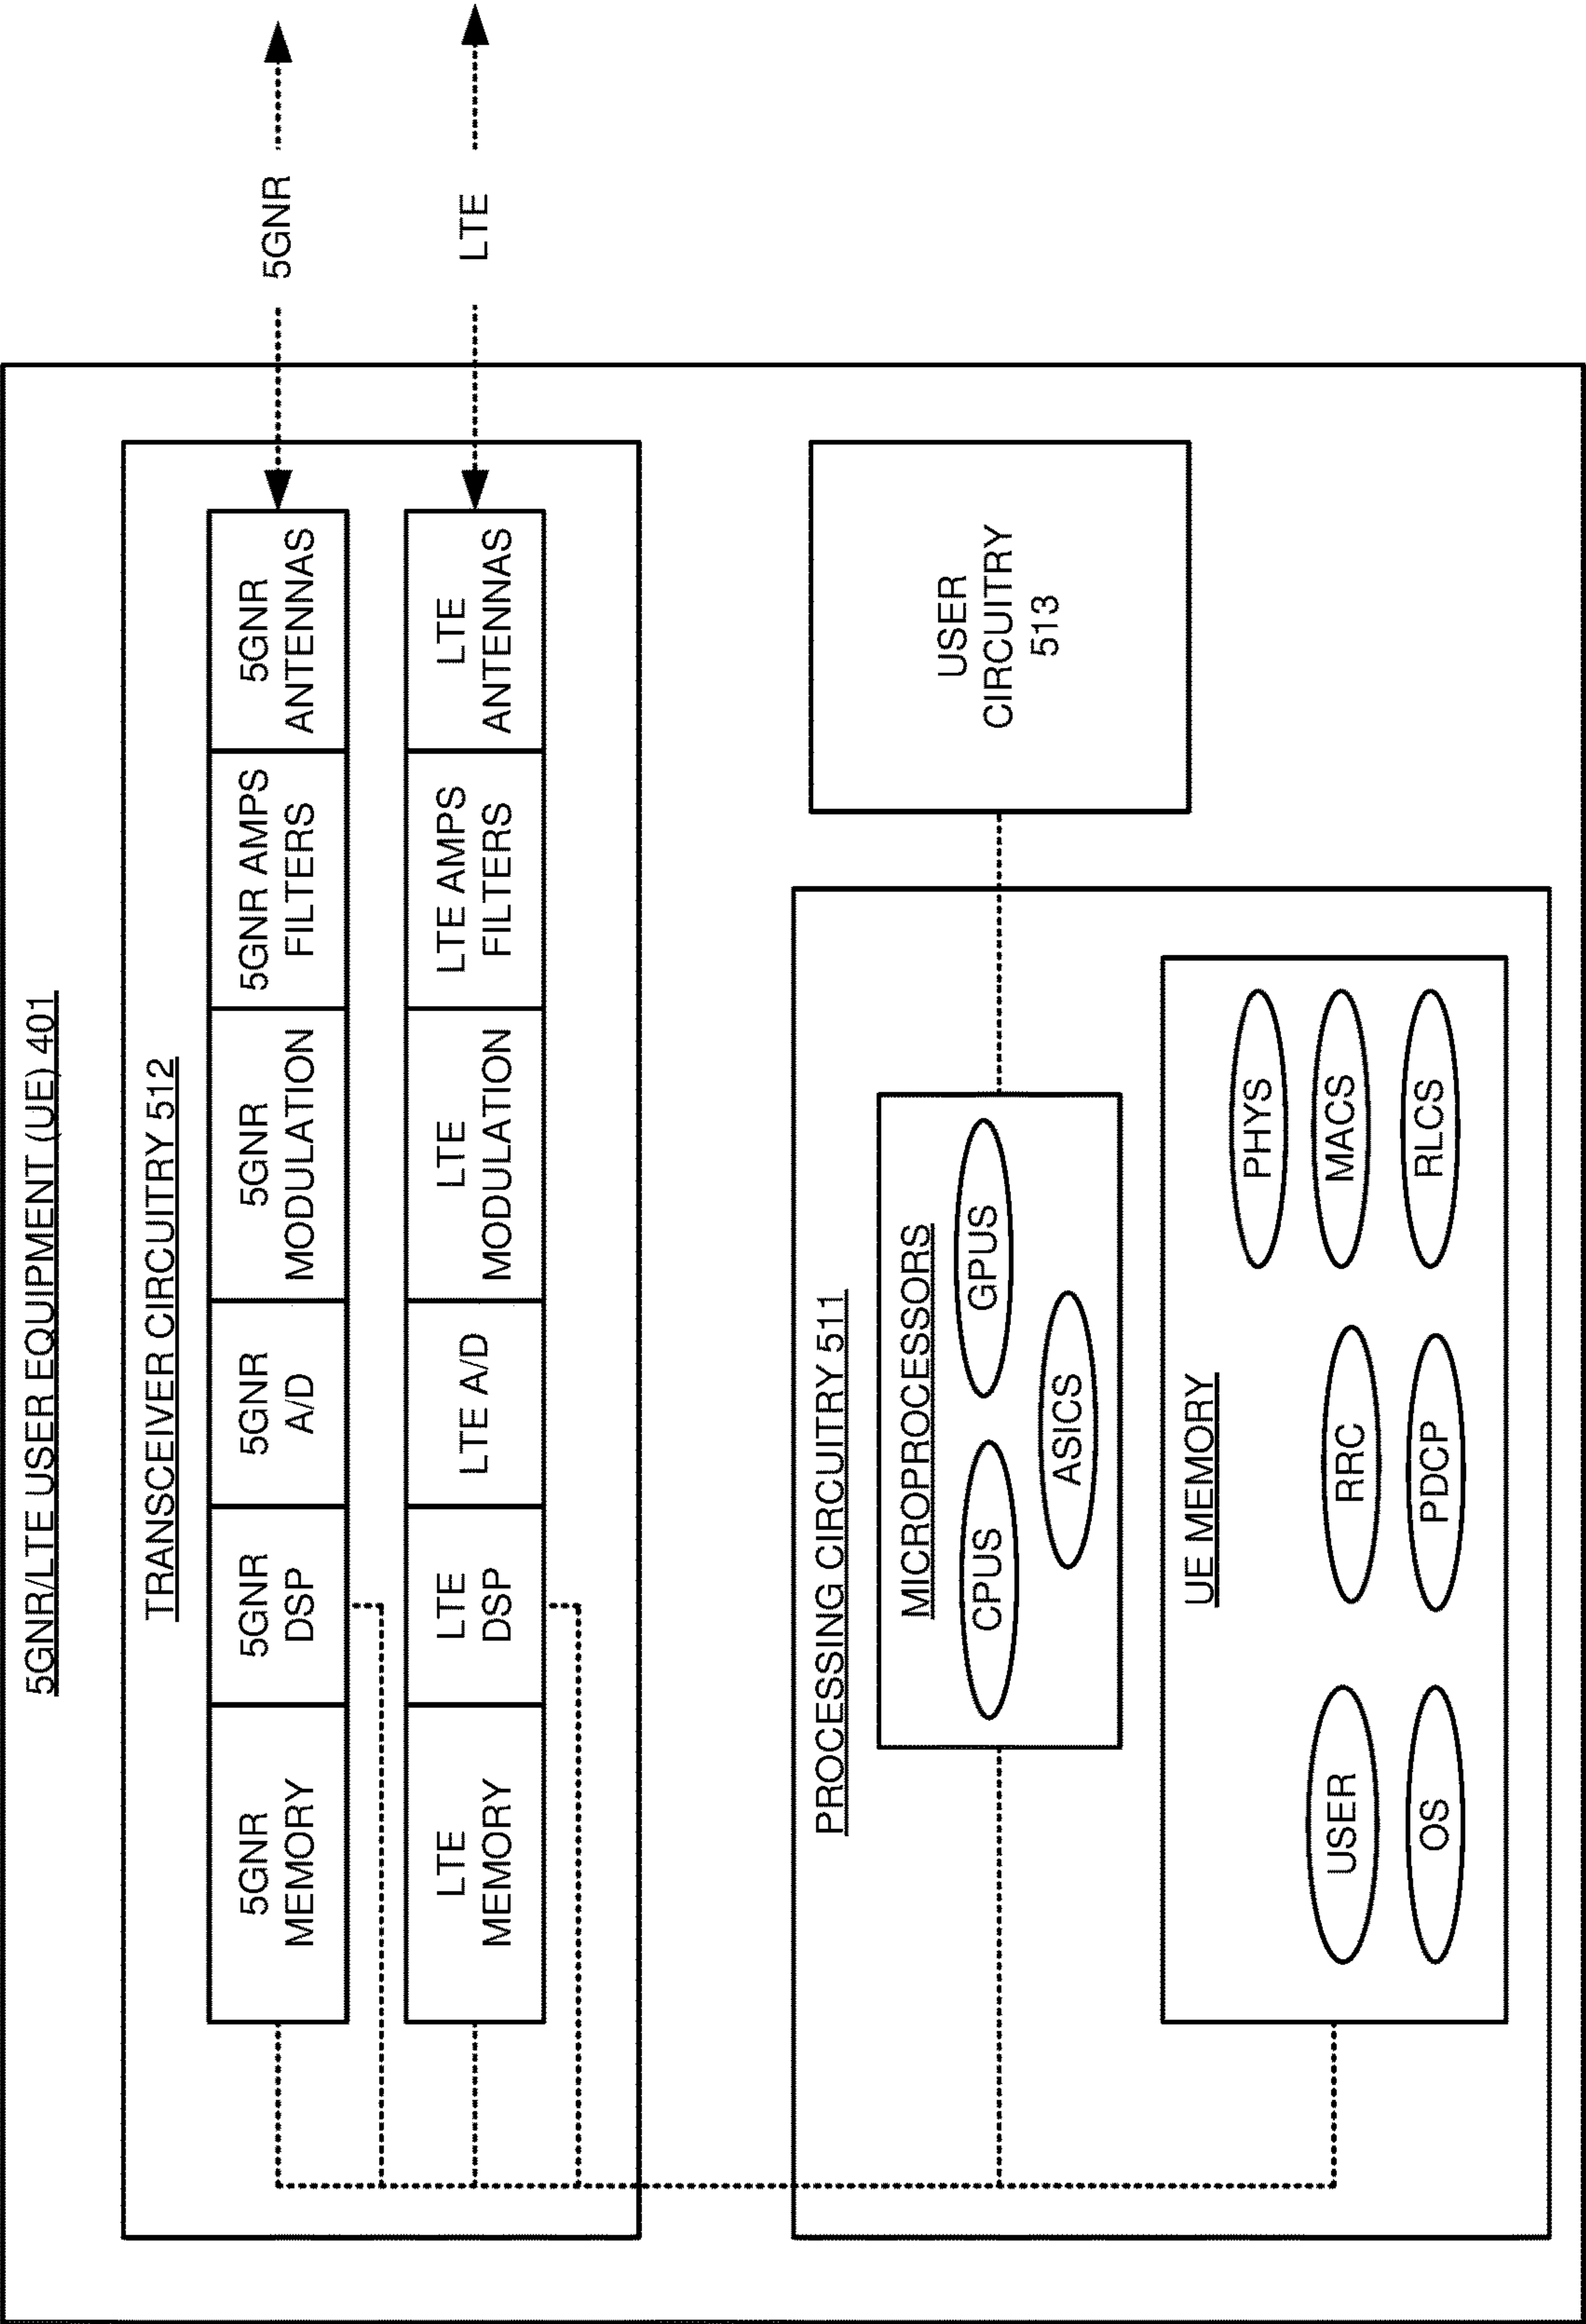 5GNR/LTE USER EQUIPMENT (UE) 401
TRANSCEIVER CIRCUITRY 512
5GNR
MEMORY
5GNR
DSP
5GNR
A/D
5GNR
MODULATION
5GNR AMPS
FILTERS
5GNR
ANTENNAS
5GNR
LTE
MEMORY
LTE
DSP
LTE A/D
LTE
MODULATION
LTE AMPS
FILTERS
LTE
ANTENNAS
LTE
PROCESSING CIRCUITRY 511
MICROPROCESSORS
CPUS
GPUS
ASICS
USER
CIRCUITRY
513
UE MEMORY
USER
OS
RRC
PDCP
PHYS
MACS
RLCS